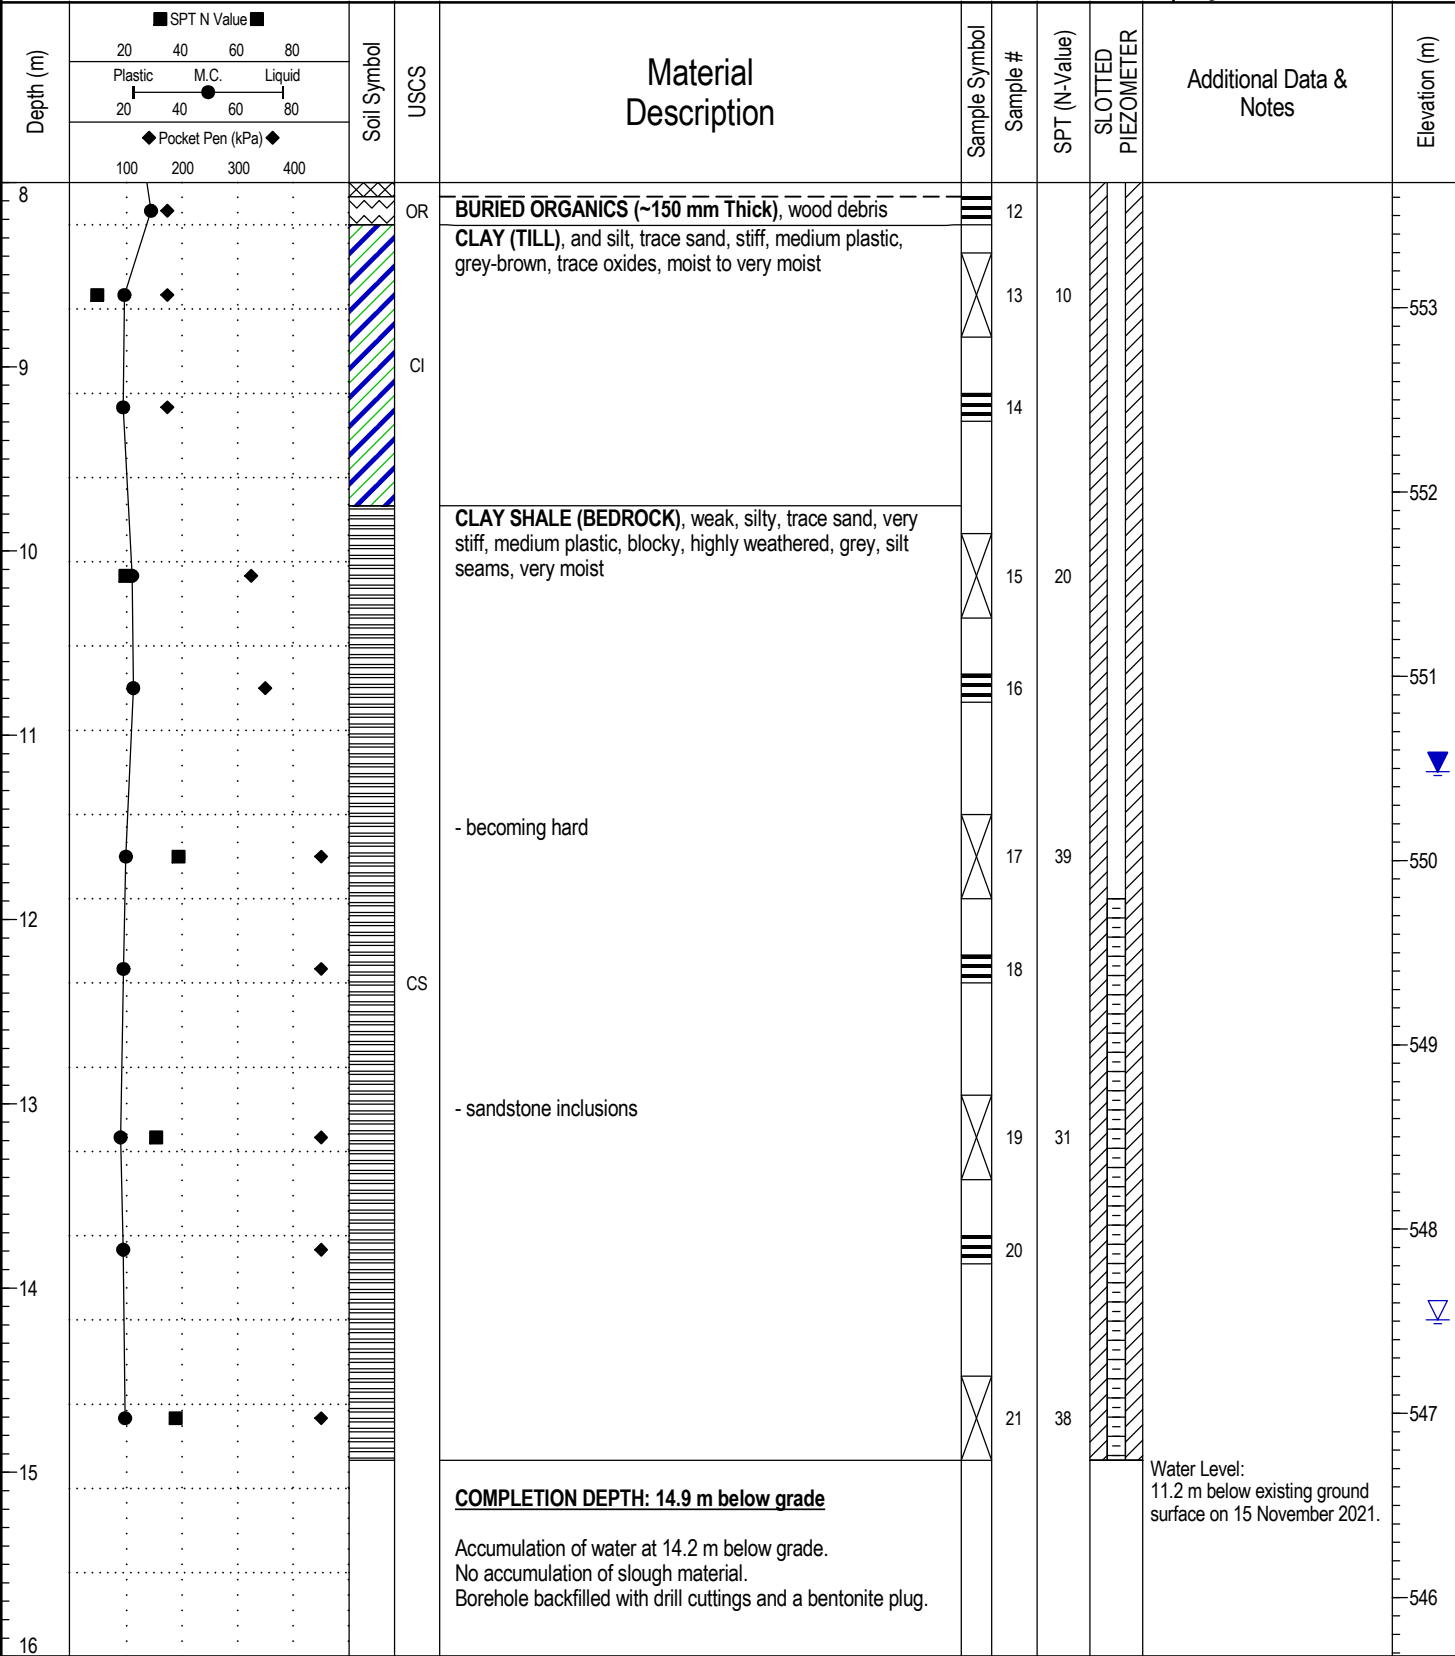 SPT N Value
20 40 60 80
Plastic M.C. Liquid
20 40 60 80
Pocket Pen (kPa)
100 200 300 400
Depth (m)
Soil Symbol
USCS
Material
Description
Sample Symbol
Sample #
SPT (N-Value)
SLOTTED
PIEZOMETER
Additional Data &
Notes
Elevation (m)
8
OR
BURIED ORGANICS (~150 mm Thick), wood debris
12
CLAY (TILL), and silt, trace sand, stiff, medium plastic,
grey-brown, trace oxides, moist to very moist
13 10
553
9
CI
14
552
CLAY SHALE (BEDROCK), weak, silty, trace sand, very
stiff, medium plastic, blocky, highly weathered, grey, silt
seams, very moist
10
15 20
551
16
11
- becoming hard
17 39
550
12
18
CS
549
13
- sandstone inclusions
19 31
548
20
14
547
21 38
15
Water Level:
11.2 m below existing ground
surface on 15 November 2021.
COMPLETION DEPTH: 14.9 m below grade
Accumulation of water at 14.2 m below grade.
No accumulation of slough material.
Borehole backfilled with drill cuttings and a bentonite plug.
546
16